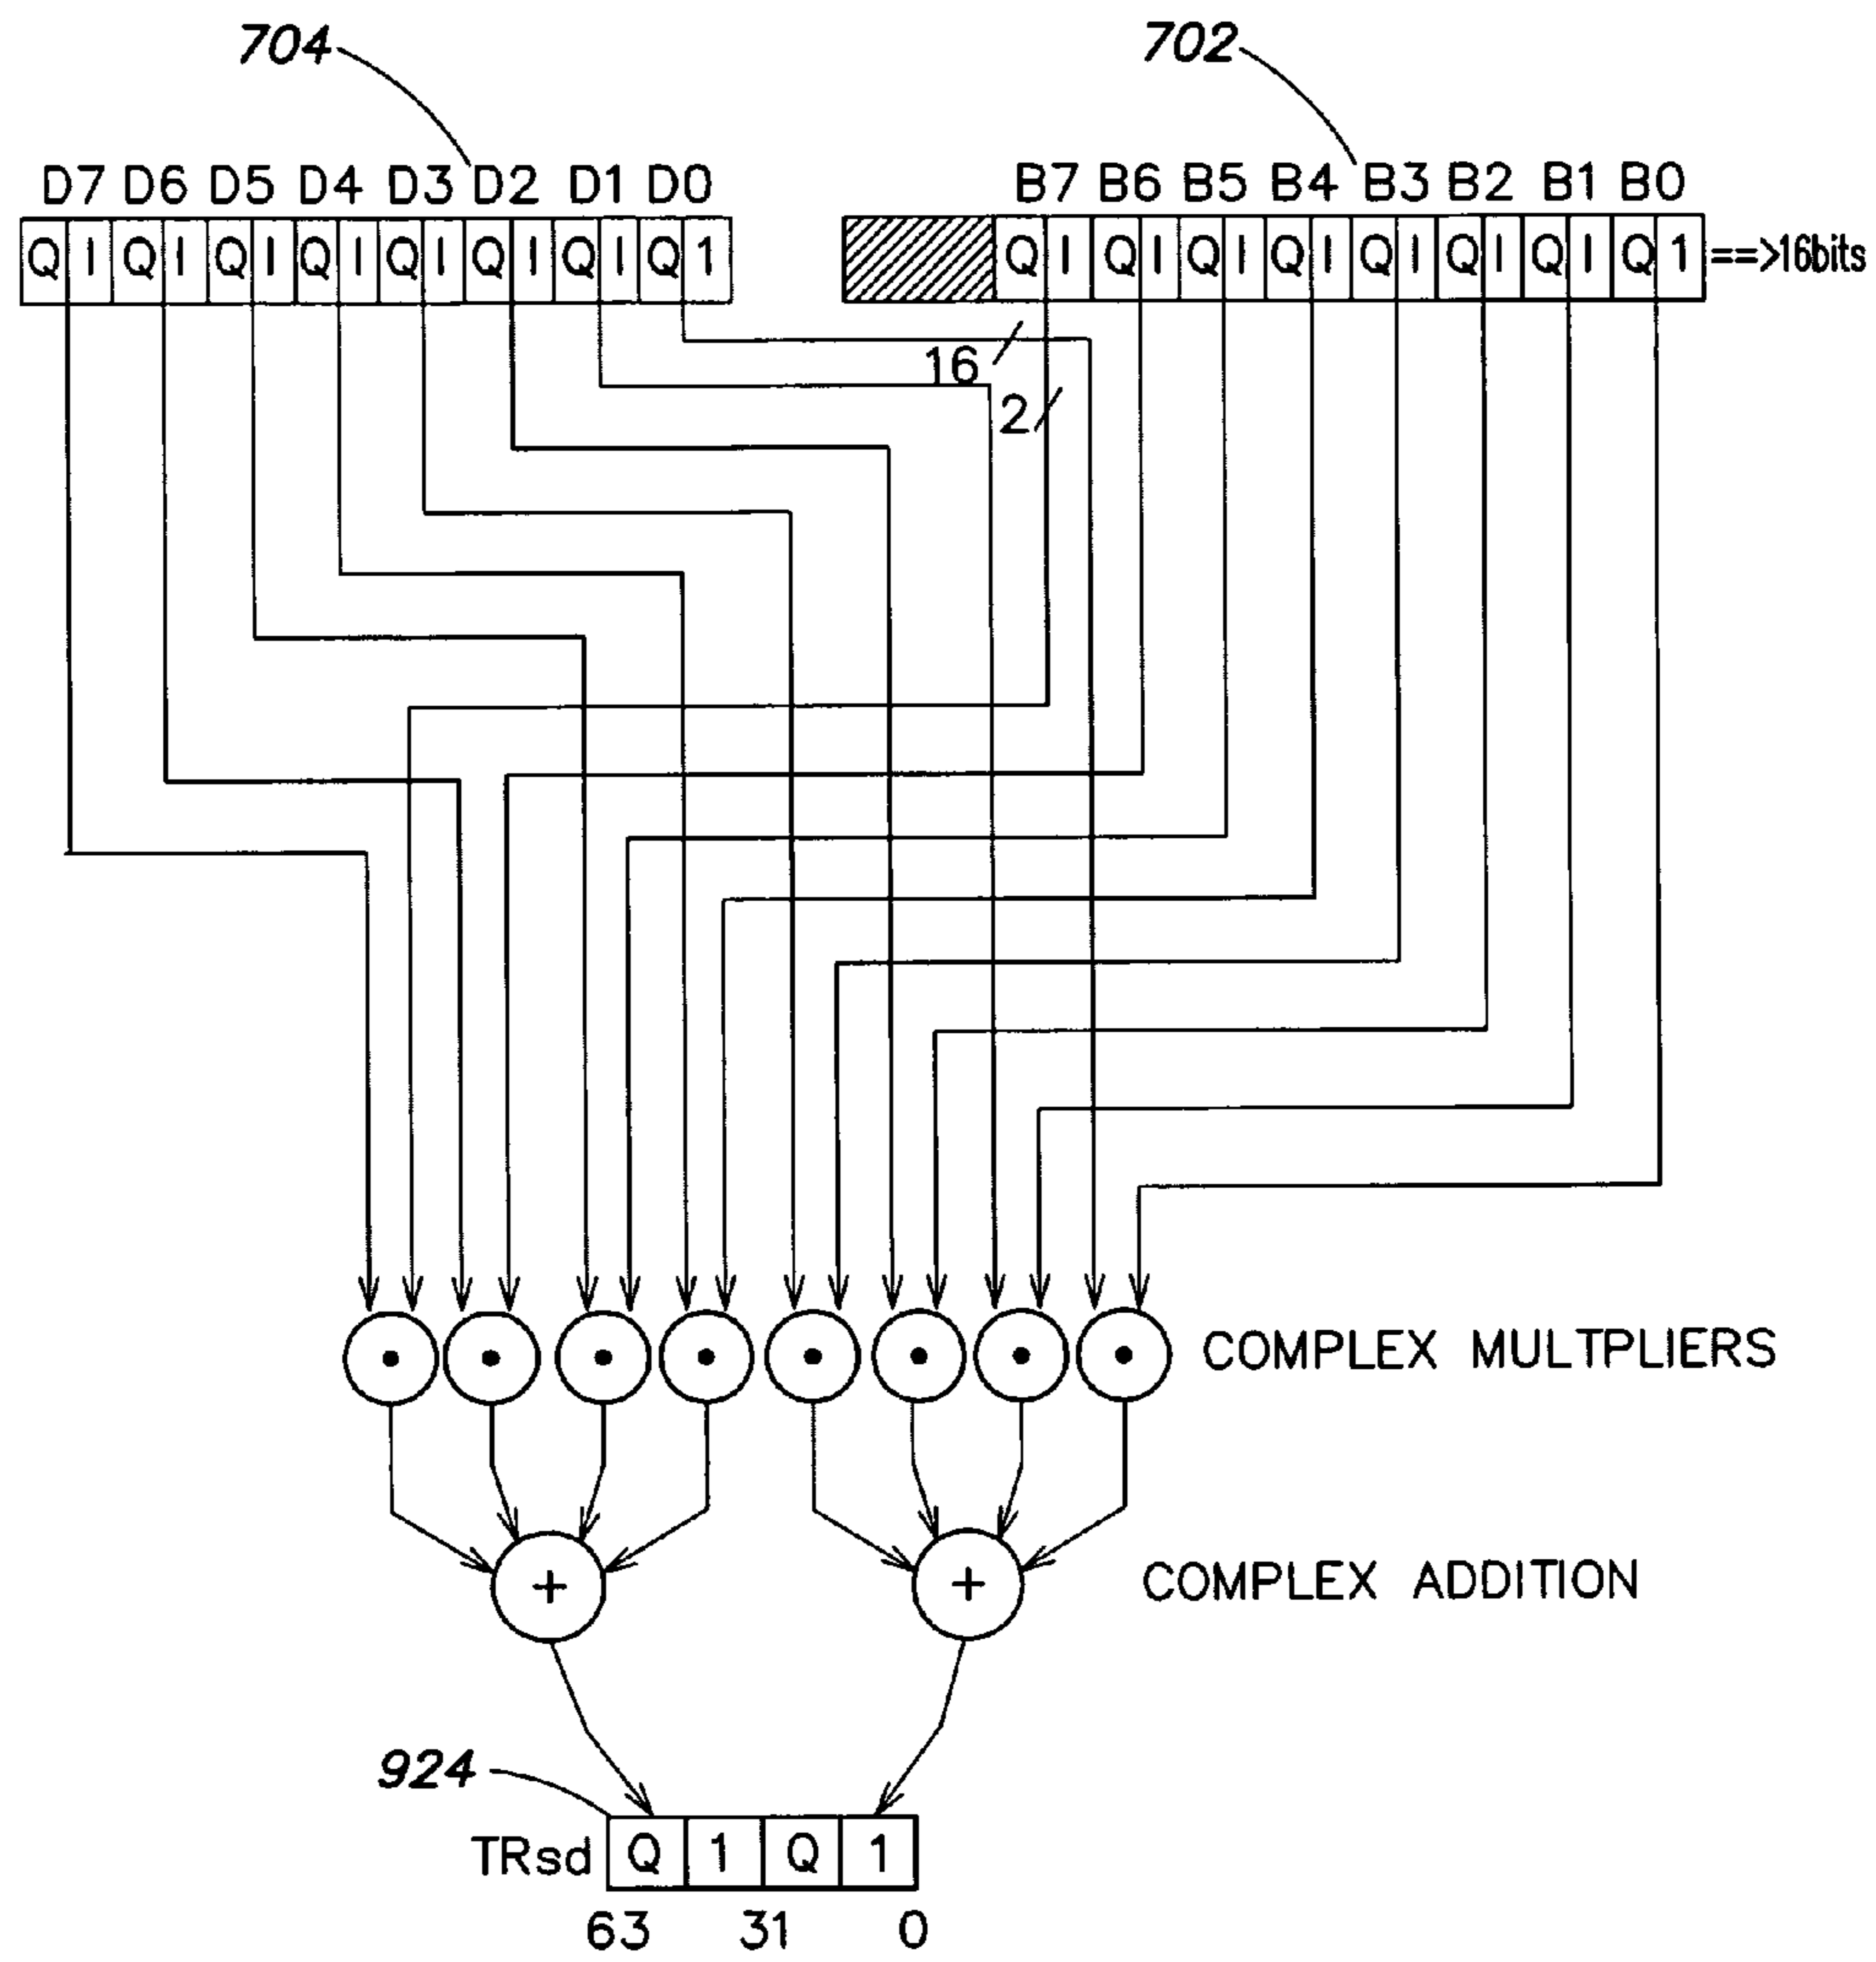 704 702
D7 D6 D5 D4 D3 D2 D1 D0 B7 B6 B5 B4 B3 B2 B1 B0
Q I Q I Q I Q I Q I Q I Q I Q 1 Q I Q I Q I Q I Q I Q I Q I Q 1 ==>16bits
16
2
COMPLEX MULTPLIERS
+ + COMPLEX ADDITION
924
TRsd Q 1 Q 1
63 31 0